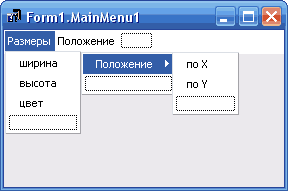 Form1.MainMenu1
Размеры Положение
ширина
высота
цвет
Положение
по X
по Y